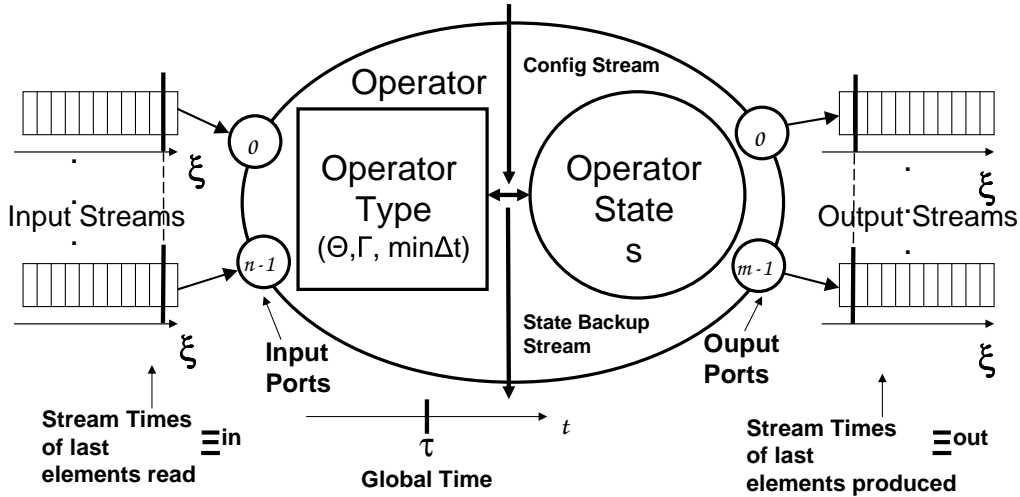 Config Stream
Operator
0
0
ξ
ξ
Operator
Type
(Θ,Γ, minΔt)
Operator
State
s
Input Streams
Output Streams
n-1
m-1
ξ
ξ
Input
Ports
State Backup
Stream
Ouput
Ports
Stream Times
of last
elements read
Ξin
τ
t
Global Time
Stream Times
of last
elements produced
Ξout